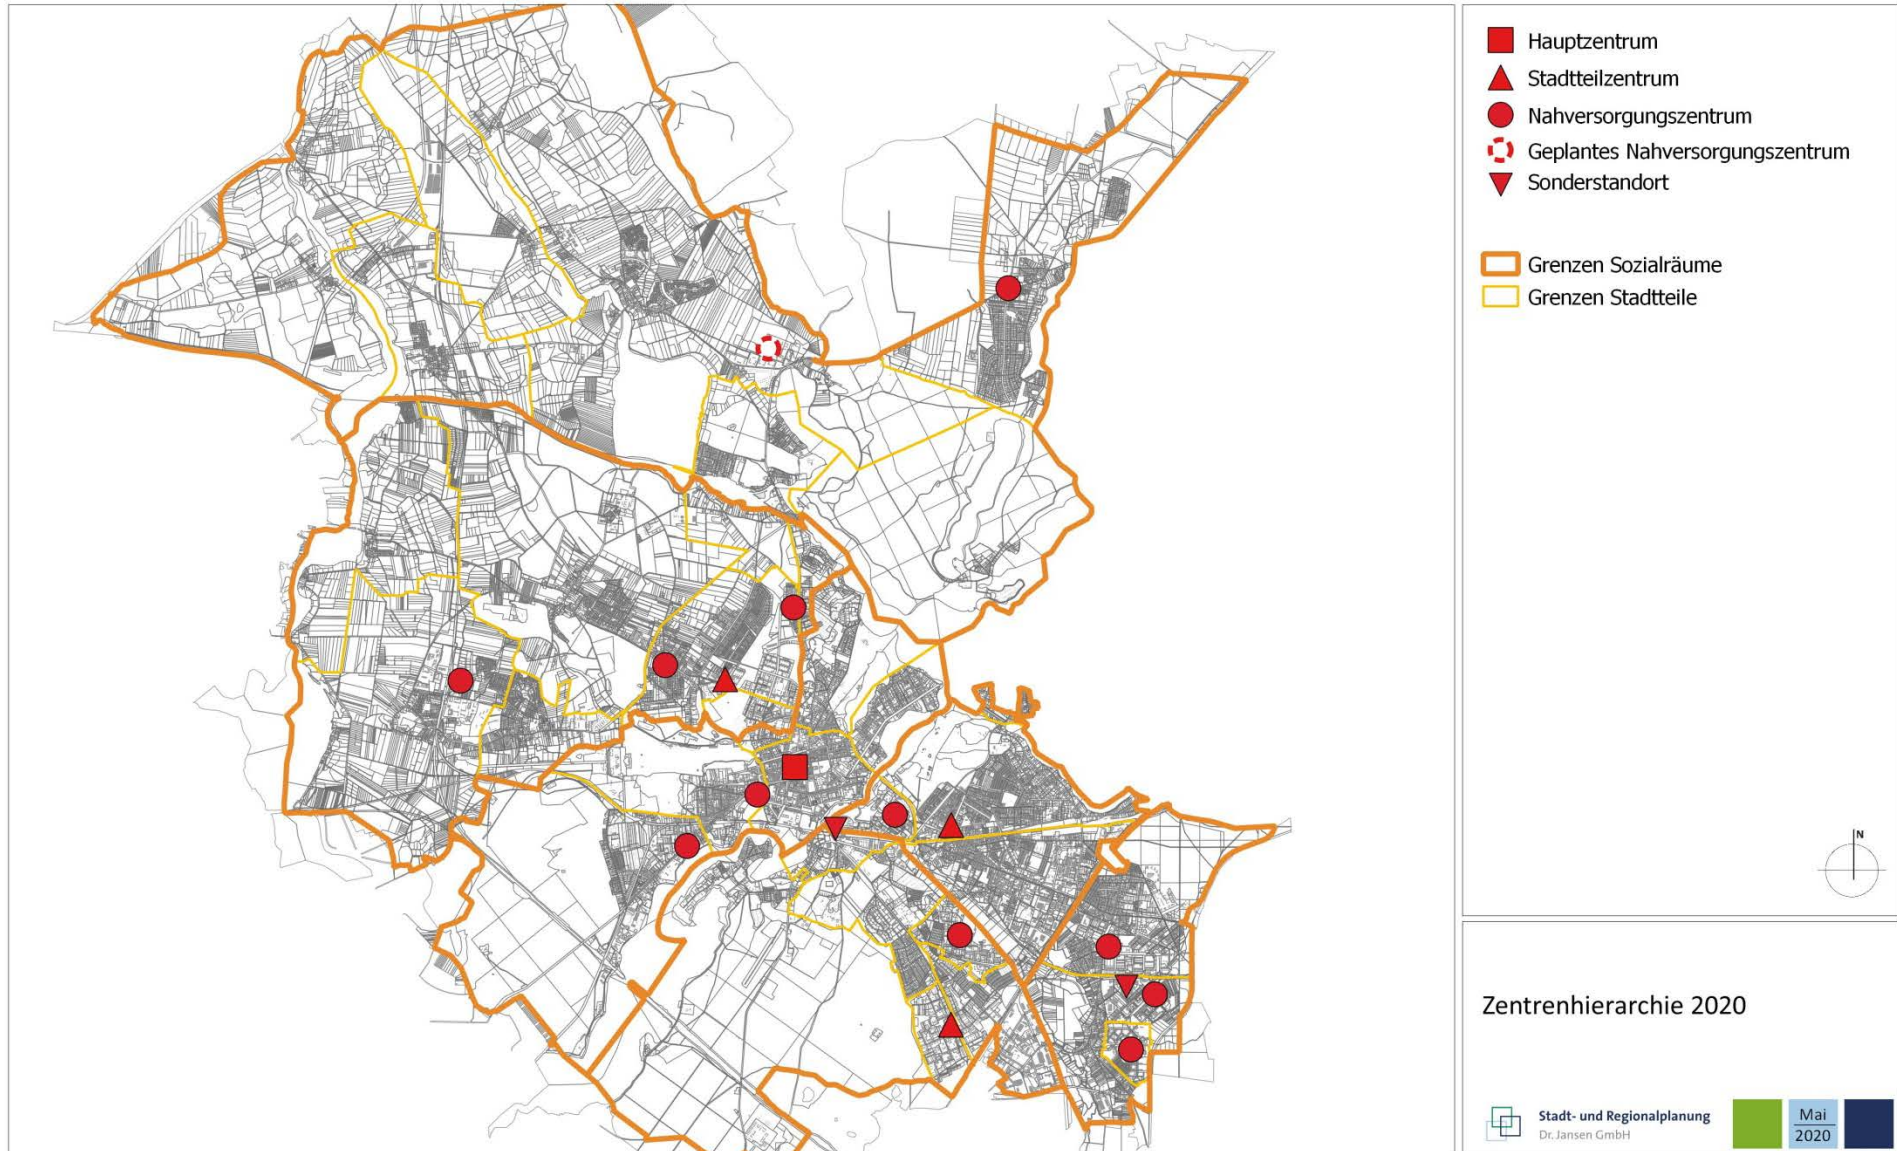 Hauptzentrum
Stadtteilzentrum
Nahversorgungszentrum
Geplantes Nahversorgungszentrum
Sonderstandort
Grenzen Sozialräume
Grenzen Stadtteile
N
Zentrenhierarchie 2020
Stadt- und Regionalplanung
Dr. Jansen GmbH
Mai
2020